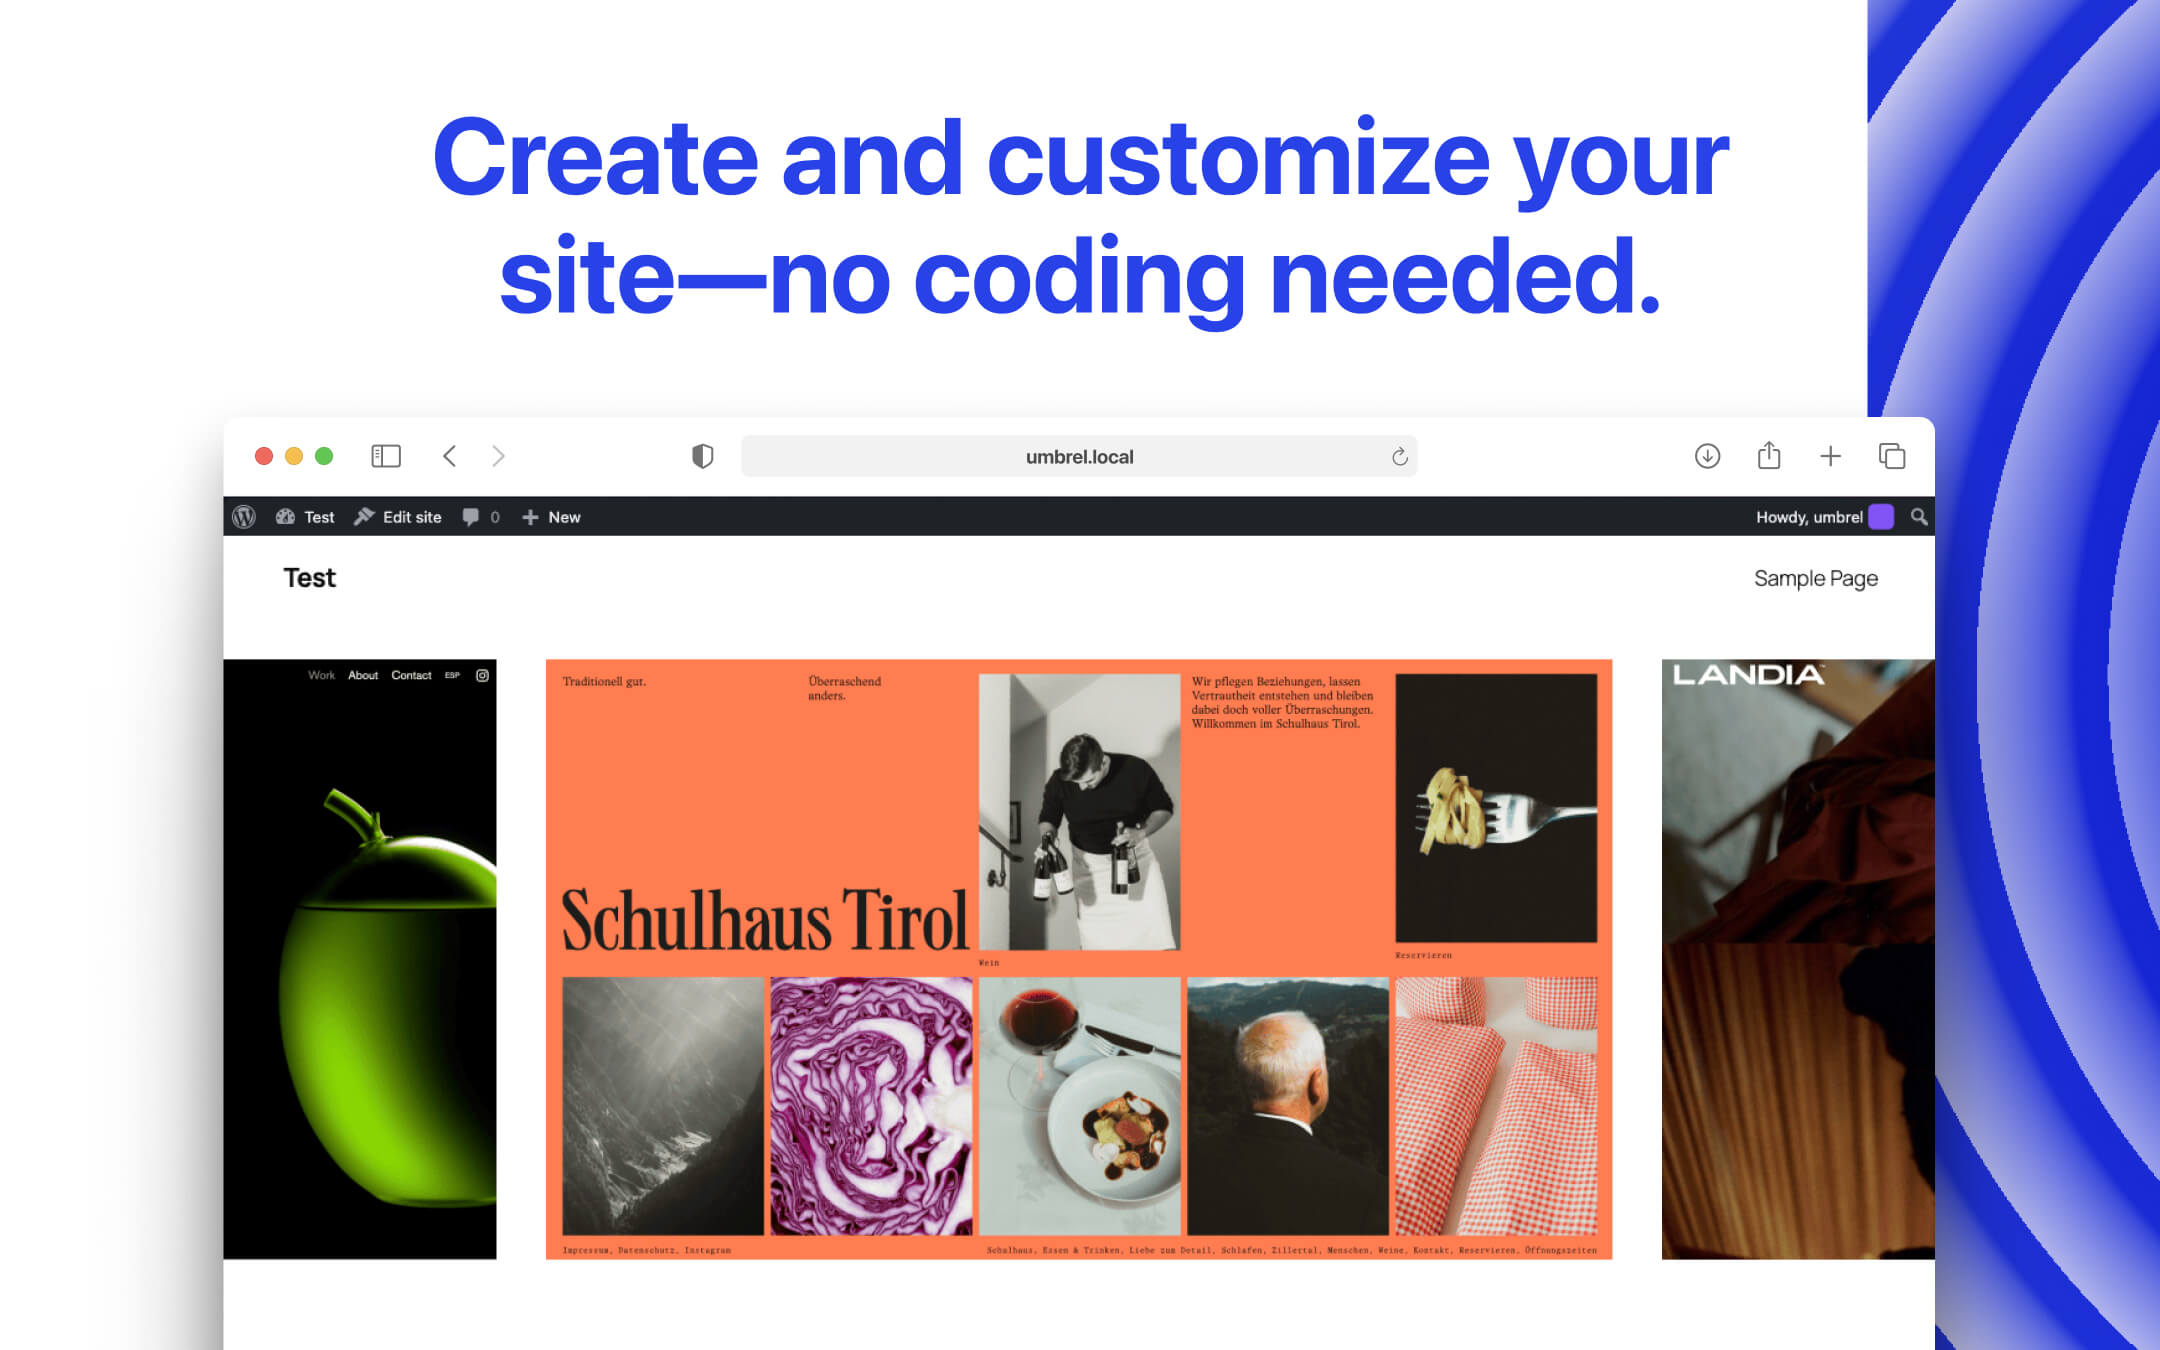 Create and customize your
site—no coding needed.
umbrel.local
Test
Edit site
0
New
Howdy, umbrel
Test
Sample Page
Work About Contact ESP
Traditionell gut.
Überraschend
anders.
Wir pflegen Beziehungen, lassen
Vertrautheit entstehen und bleiben
dabei doch voller Überraschungen.
Willkommen im Schulhaus Tirol.
LANDIA™
Schulhaus Tirol
Wein
Reservieren
Impressum, Datenschutz, Instagram
Schulhaus, Essen & Trinken, Liebe zum Detail, Schlafen, Zillertal, Menschen, Weine, Kontakt, Reservieren, Öffnungszeiten